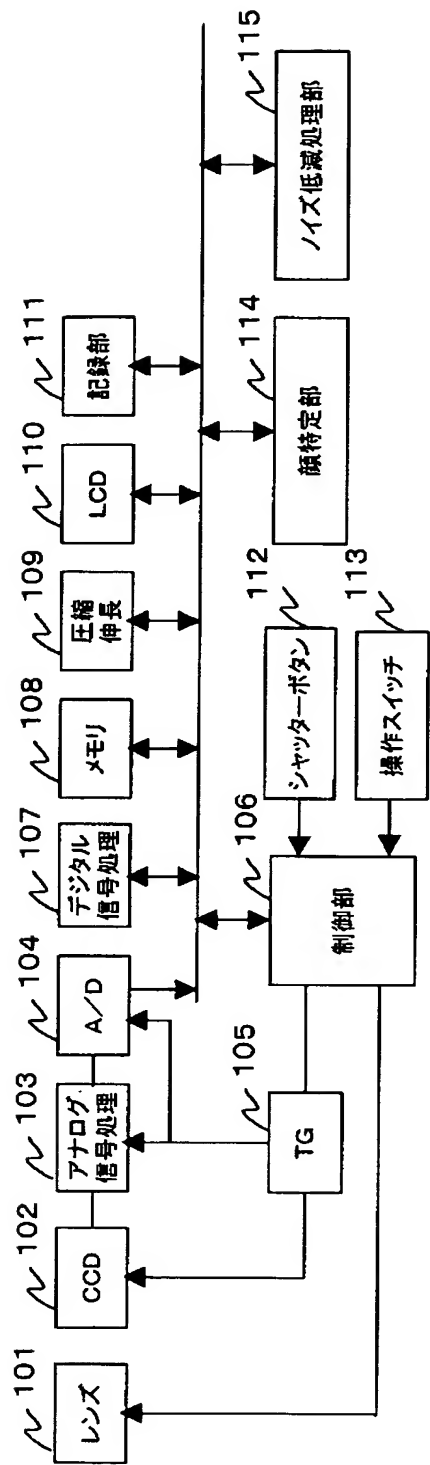 101
レンズ
102
CCD
103
アナログ
信号処理
104
A/D
107
デジタル
信号処理
108
メモリ
109
圧縮
伸長
110
LCD
111
記録部
105
TG
106
制御部
112
シャッターボタン
113
操作スイッチ
114
顔特定部
115
ノイズ低減処理部